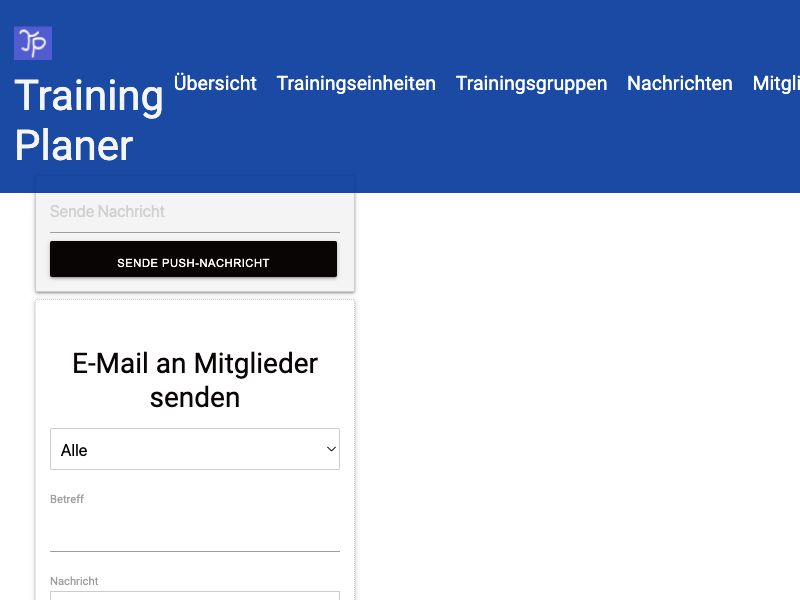 Tp
Training
Planer
Übersicht Trainingseinheiten Trainingsgruppen Nachrichten Mitgli
Sende Nachricht
SENDE PUSH-NACHRICHT
E-Mail an Mitglieder
senden
Alle
Betreff
Nachricht